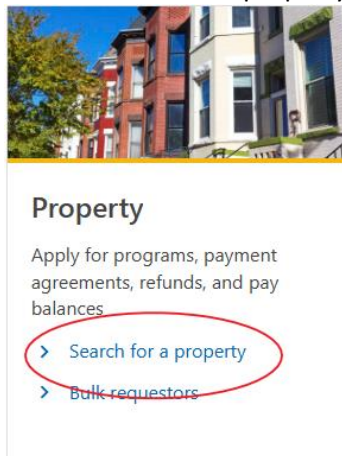 Property
Apply for programs, payment
agreements, refunds, and pay
balances
> Search for a property
> Bulk requestors